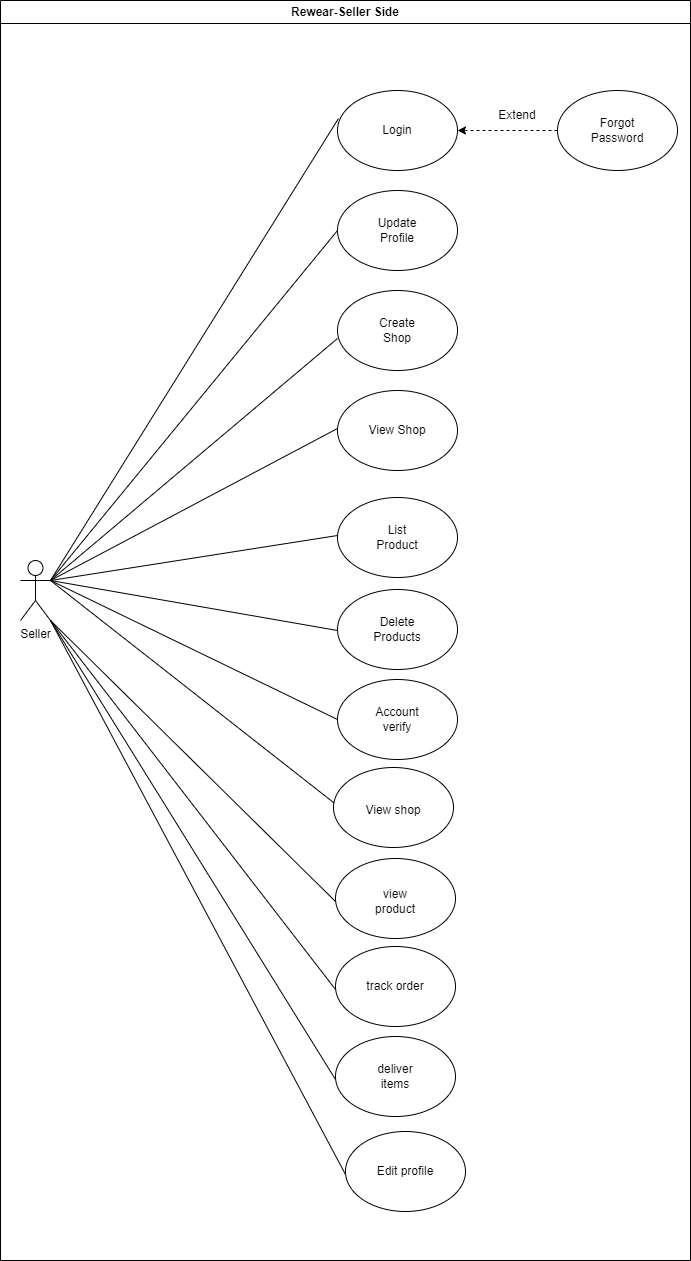 Rewear-Seller Side
Login
Extend
Forgot
Password
Update
Profile
Create
Shop
View Shop
List
Product
Delete
Products
Seller
Account
verify
View shop
view
product
track order
deliver
items
Edit profile